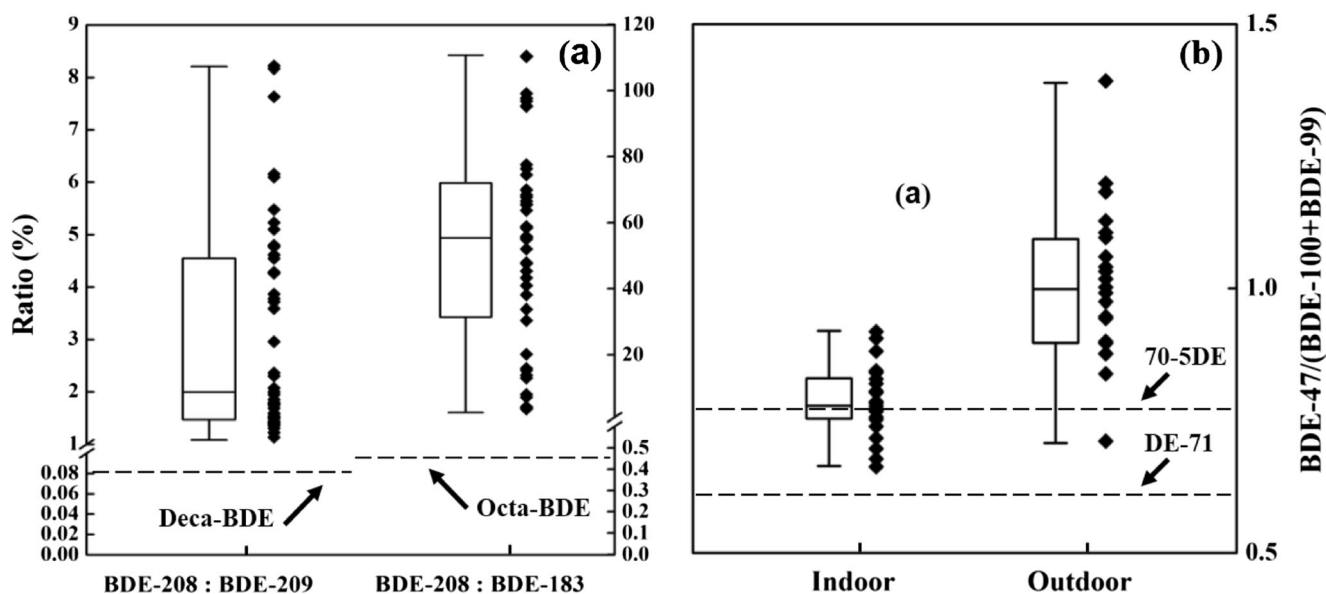 9
8
7
6
5
4
3
2
1
0.08
0.06
0.04
0.02
0.00
Ratio (%)
(a)
120
100
80
60
40
20
0.5
0.4
0.3
0.2
0.1
0.0
Deca-BDE
Octa-BDE
BDE-208 : BDE-209
BDE-208 : BDE-183
(b)
(a)
70-5DE
DE-71
1.5
1.0
0.5
BDE-47/(BDE-100+BDE-99)
Indoor
Outdoor